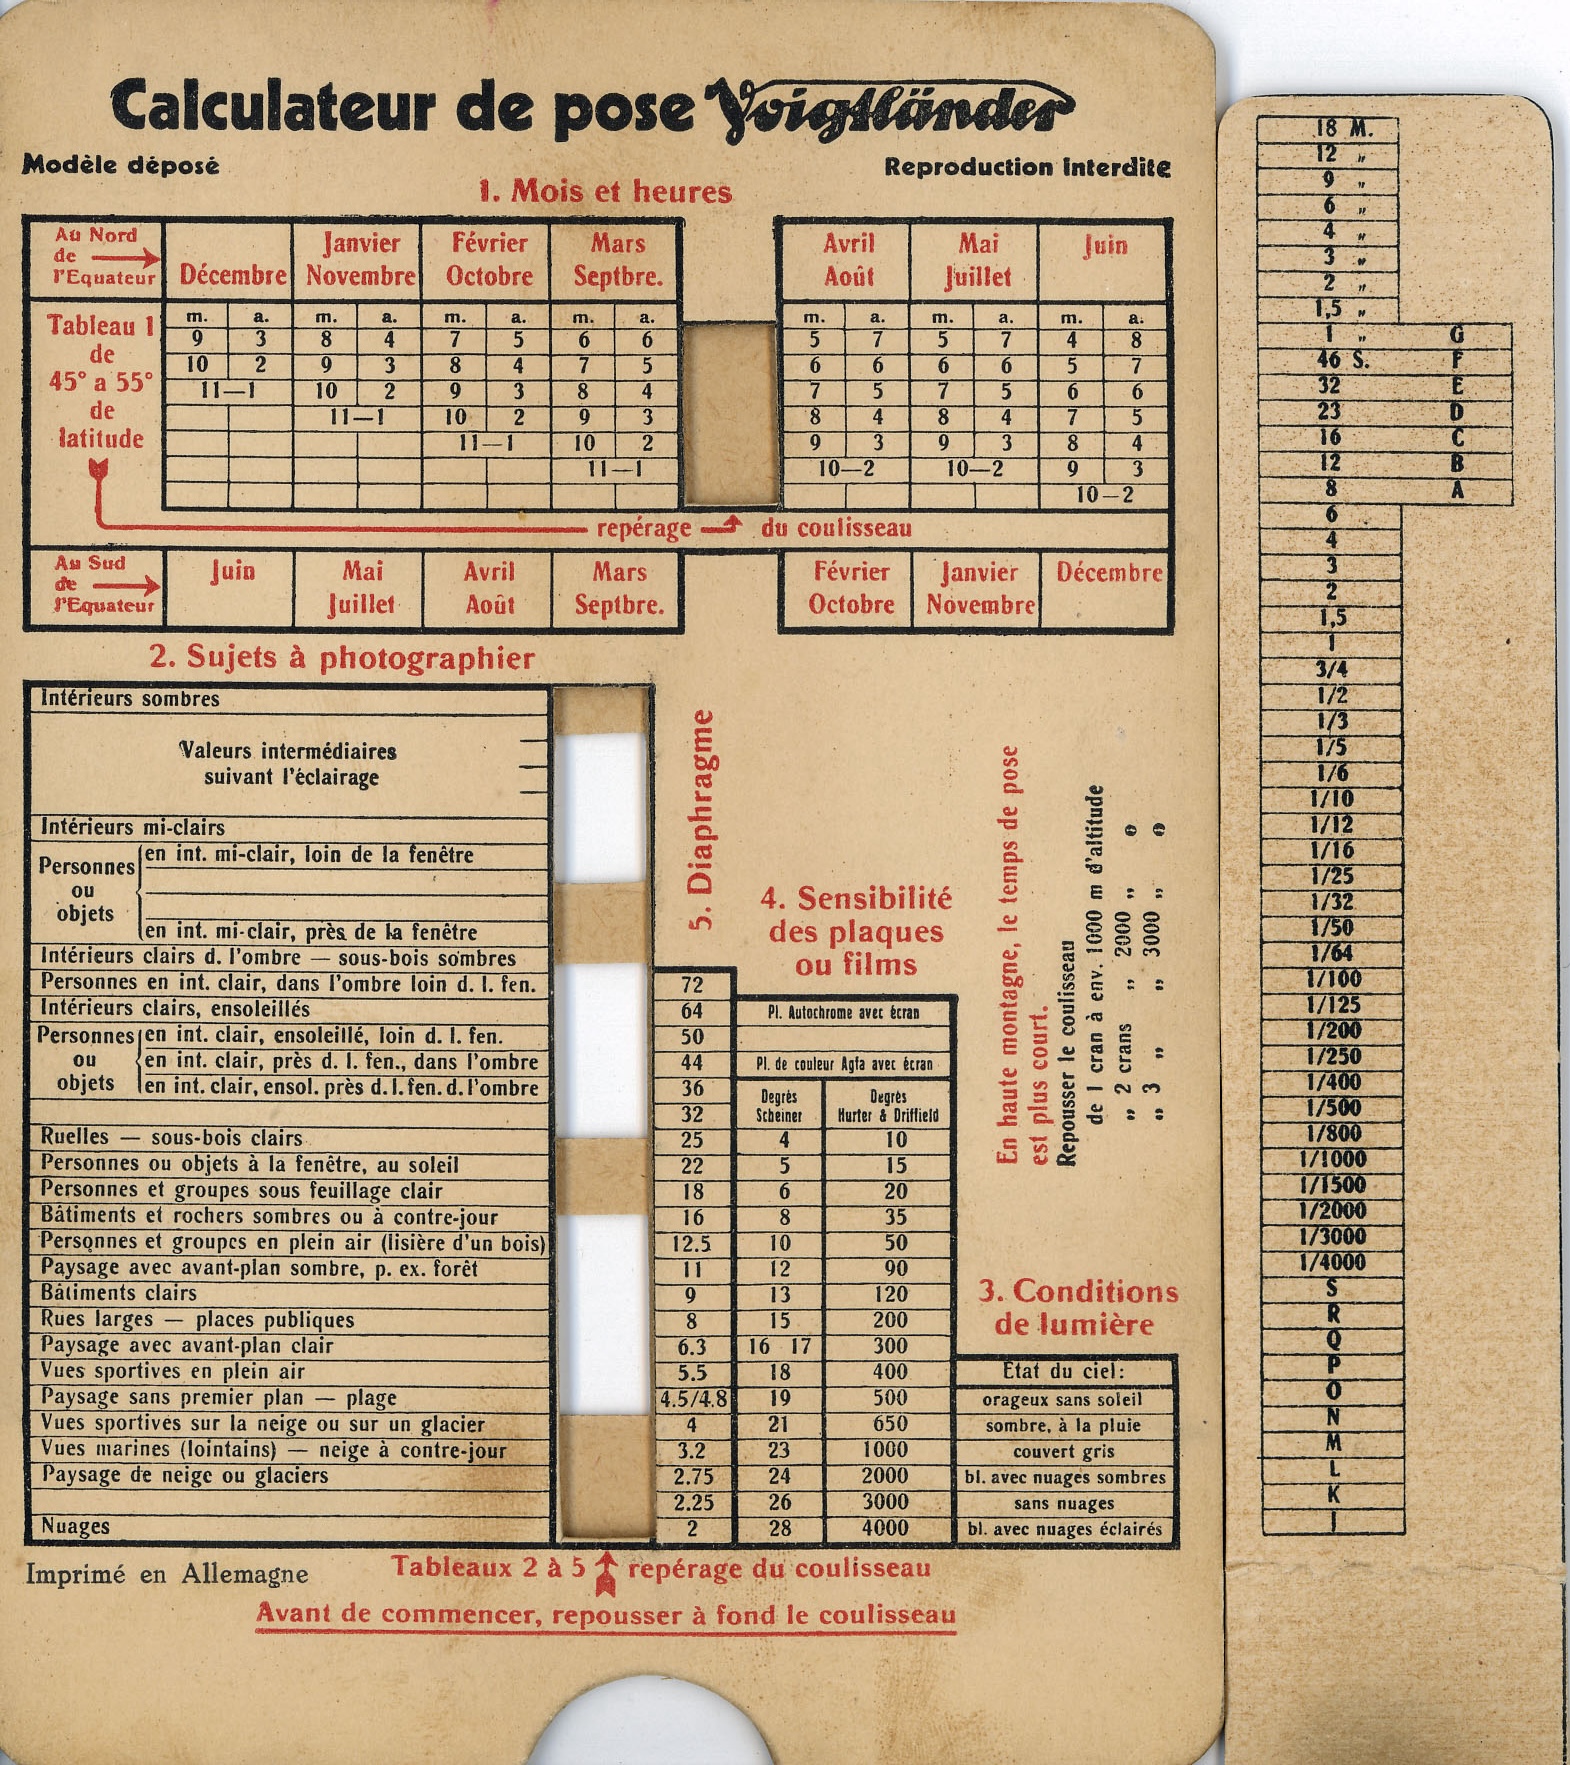 Calculateur de pose Voigtländer
Modèle déposé
Reproduction Interdite
1. Mois et heures
Au Nord de l'Equateur
Décembre
Janvier Novembre
Février Octobre
Mars Septbre.
Avril Août
Mai Juillet
Juin
Tableau 1 de 45° a 55° de latitude
m. a. m. a. m. a. m. a. m. a. m. a. m. a.
9 3 8 4 7 5 6 6 5 7 5 7 4 8
10 2 9 3 8 4 7 5 6 6 6 6 5 7
11—1 10 2 9 3 8 4 7 5 7 5 6 6
11—1 10 2 9 3 8 4 8 4 7 5
11—1 10 2 9 3 9 3 8 4
11—1 10—2 10—2 9 3
10—2
repérage du coulisseau
Au Sud de l'Equateur
Juin
Mai Juillet
Avril Août
Mars Septbre.
Février Octobre
Janvier Novembre
Décembre
2. Sujets à photographier
Intérieurs sombres
Valeurs intermédiaires
suivant l'éclairage
Intérieurs mi-clairs
Personnes ou objets
en int. mi-clair, loin de la fenêtre
en int. mi-clair, près de la fenêtre
Intérieurs clairs d. l'ombre — sous-bois sombres
Personnes en int. clair, dans l'ombre loin d. l. fen.
Intérieurs clairs, ensoleillés
Personnes ou objets
en int. clair, ensoleillé, loin d. l. fen.
en int. clair, près d. l. fen., dans l'ombre
en int. clair, ensol. près d. l. fen. d. l'ombre
Ruelles — sous-bois clairs
Personnes ou objets à la fenêtre, au soleil
Personnes et groupes sous feuillage clair
Bâtiments et rochers sombres ou à contre-jour
Personnes et groupes en plein air (lisière d'un bois)
Paysage avec avant-plan sombre, p. ex. forêt
Bâtiments clairs
Rues larges — places publiques
Paysage avec avant-plan clair
Vues sportives en plein air
Paysage sans premier plan — plage
Vues sportives sur la neige ou sur un glacier
Vues marines (lointains) — neige à contre-jour
Paysage de neige ou glaciers
Nuages
5. Diaphragme
72
64
50
44
36
32
25
22
18
16
12.5
11
9
8
6.3
5.5
4.5/4.8
4
3.2
2.75
2.25
2
4. Sensibilité
des plaques
ou films
Pl. Autochrome avec écran
Pl. de couleur Agfa avec écran
Degrès Scheiner
Degrès Hurter & Driffield
4 10
5 15
6 20
8 35
10 50
12 90
13 120
15 200
16 17 300
18 400
19 500
21 650
23 1000
24 2000
26 3000
28 4000
En haute montagne, le temps de pose
est plus court.
Repousser le coulisseau
de 1 cran à env. 1000 m d'altitude
„ 2 crans „ „ 2000 „ „
„ 3 „ „ „ 3000 „ „
3. Conditions
de lumière
Etat du ciel:
orageux sans soleil
sombre, à la pluie
couvert gris
bl. avec nuages sombres
sans nuages
bl. avec nuages éclairés
Imprimé en Allemagne
Tableaux 2 à 5 repérage du coulisseau
Avant de commencer, repousser à fond le coulisseau
18 M.
12 „
9 „
6 „
4 „
3 „
2 „
1,5 „
1 „ G
46 S. F
32 E
23 D
16 C
12 B
8 A
6
4
3
2
1,5
1
3/4
1/2
1/3
1/5
1/6
1/10
1/12
1/16
1/25
1/32
1/50
1/64
1/100
1/125
1/200
1/250
1/400
1/500
1/800
1/1000
1/1500
1/2000
1/3000
1/4000
S
R
Q
P
O
N
M
L
K
J